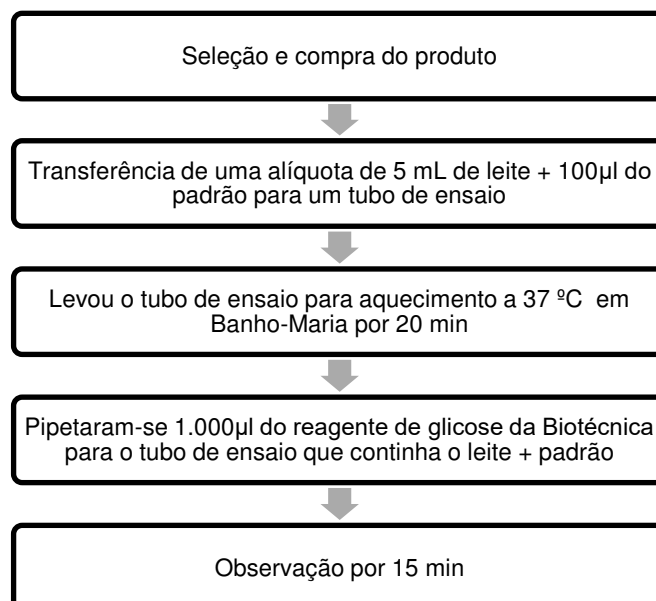 Seleção e compra do produto
Transferência de uma alíquota de 5 mL de leite + 100µl do
padrão para um tubo de ensaio
Levou o tubo de ensaio para aquecimento a 37 ºC em
Banho-Maria por 20 min
Pipetaram-se 1.000µl do reagente de glicose da Biotécnica
para o tubo de ensaio que continha o leite + padrão
Observação por 15 min